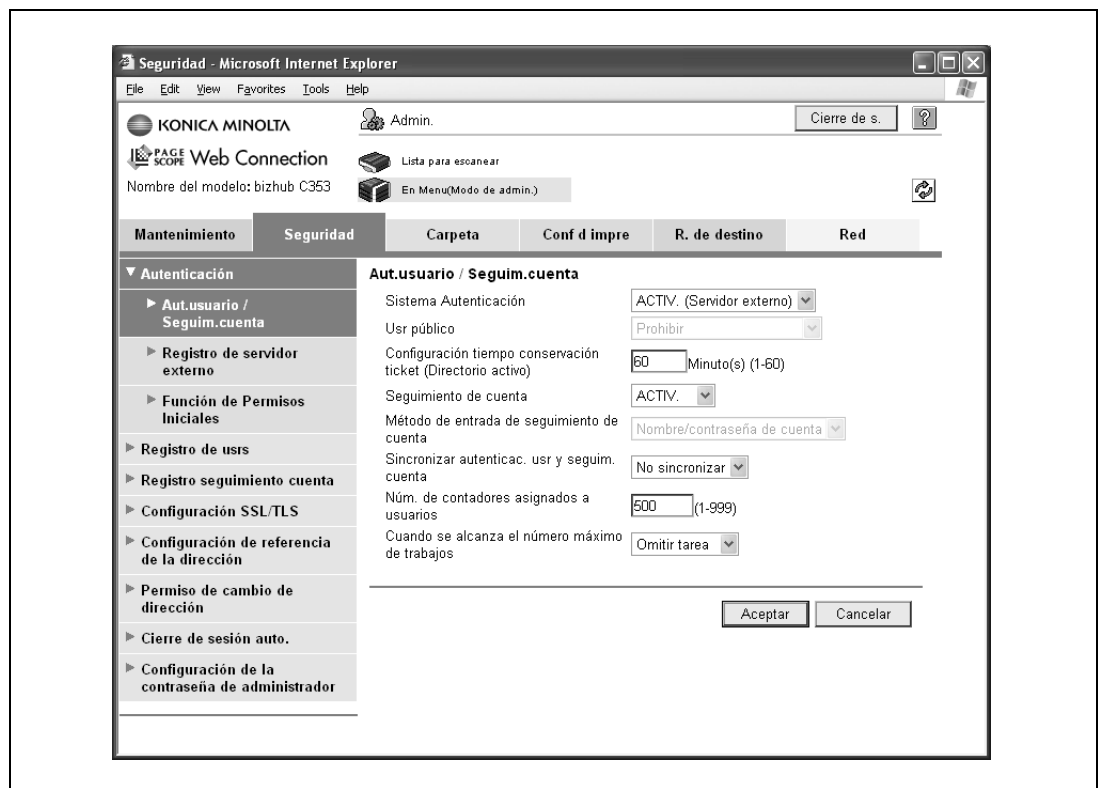 Seguridad - Microsoft Internet Explorer
File Edit View Favorites Tools Help
KONICA MINOLTA
Admin.
Cierre de s.
?
PAGE SCOPE Web Connection
Lista para escanear
Nombre del modelo: bizhub C353
En Menu(Modo de admin.)
Mantenimiento Seguridad Carpeta Conf d impre R. de destino Red
Autenticación
Aut.usuario /
Seguim.cuenta
Registro de servidor
externo
Función de Permisos
Iniciales
Registro de usrs
Registro seguimiento cuenta
Configuración SSL/TLS
Configuración de referencia
de la dirección
Permiso de cambio de
dirección
Cierre de sesión auto.
Configuración de la
contraseña de administrador
Aut.usuario / Seguim.cuenta
Sistema Autenticación ACTIV. (Servidor externo)
Usr público Prohibir
Configuración tiempo conservación
ticket (Directorio activo)
60 Minuto(s) (1-60)
Seguimiento de cuenta ACTIV.
Método de entrada de seguimiento de
cuenta
Nombre/contraseña de cuenta
Sincronizar autenticac. usr y seguim.
cuenta
No sincronizar
Núm. de contadores asignados a
usuarios
500 (1-999)
Cuando se alcanza el número máximo
de trabajos
Omitir tarea
Aceptar Cancelar